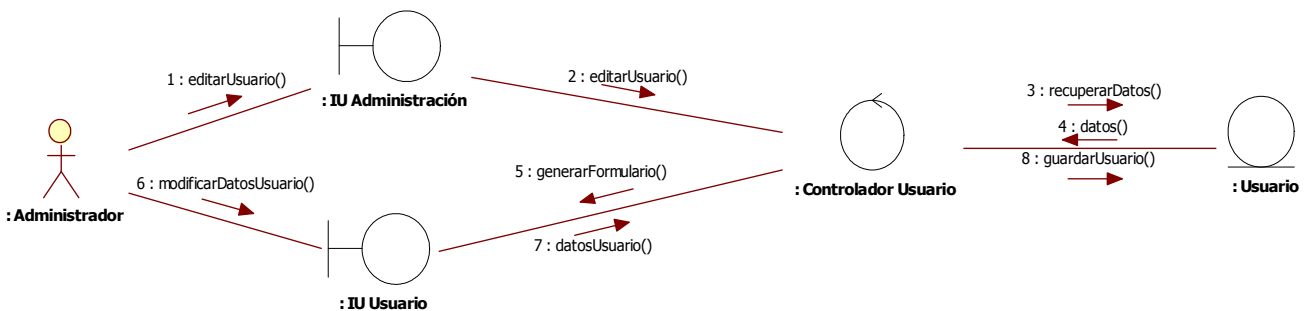 1 : editarUsuario()
: IU Administración
2 : editarUsuario()
3 : recuperarDatos()
4 : datos()
8 : guardarUsuario()
: Administrador
6 : modificarDatosUsuario()
5 : generarFormulario()
7 : datosUsuario()
: Controlador Usuario
: Usuario
: IU Usuario